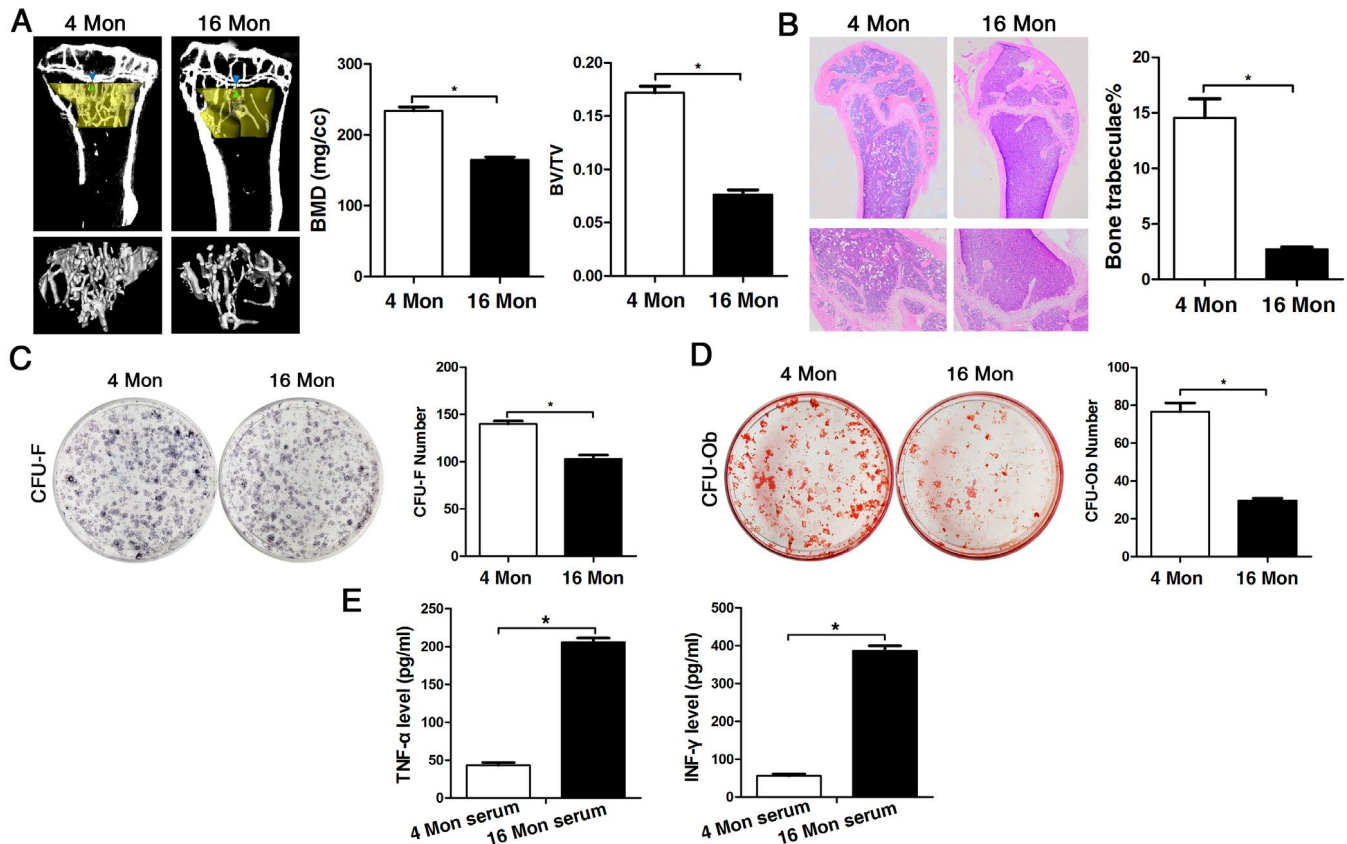 A
4 Mon
16 Mon
BMD (mg/cc)
300
200
100
0
*
4 Mon
16 Mon
BV/TV
0.20
0.15
0.10
0.05
0.00
*
4 Mon
16 Mon
B
4 Mon
16 Mon
Bone trabeculae%
20
15
10
5
0
*
4 Mon
16 Mon
C
4 Mon
16 Mon
CFU-F
CFU-F Number
200
150
100
50
0
*
4 Mon
16 Mon
D
4 Mon
16 Mon
CFU-Ob
CFU-Ob Number
100
80
60
40
20
0
*
4 Mon
16 Mon
E
TNF-α level (pg/ml)
250
200
150
100
50
0
*
4 Mon serum
16 Mon serum
INF-γ level (pg/ml)
500
400
300
200
100
0
*
4 Mon serum
16 Mon serum